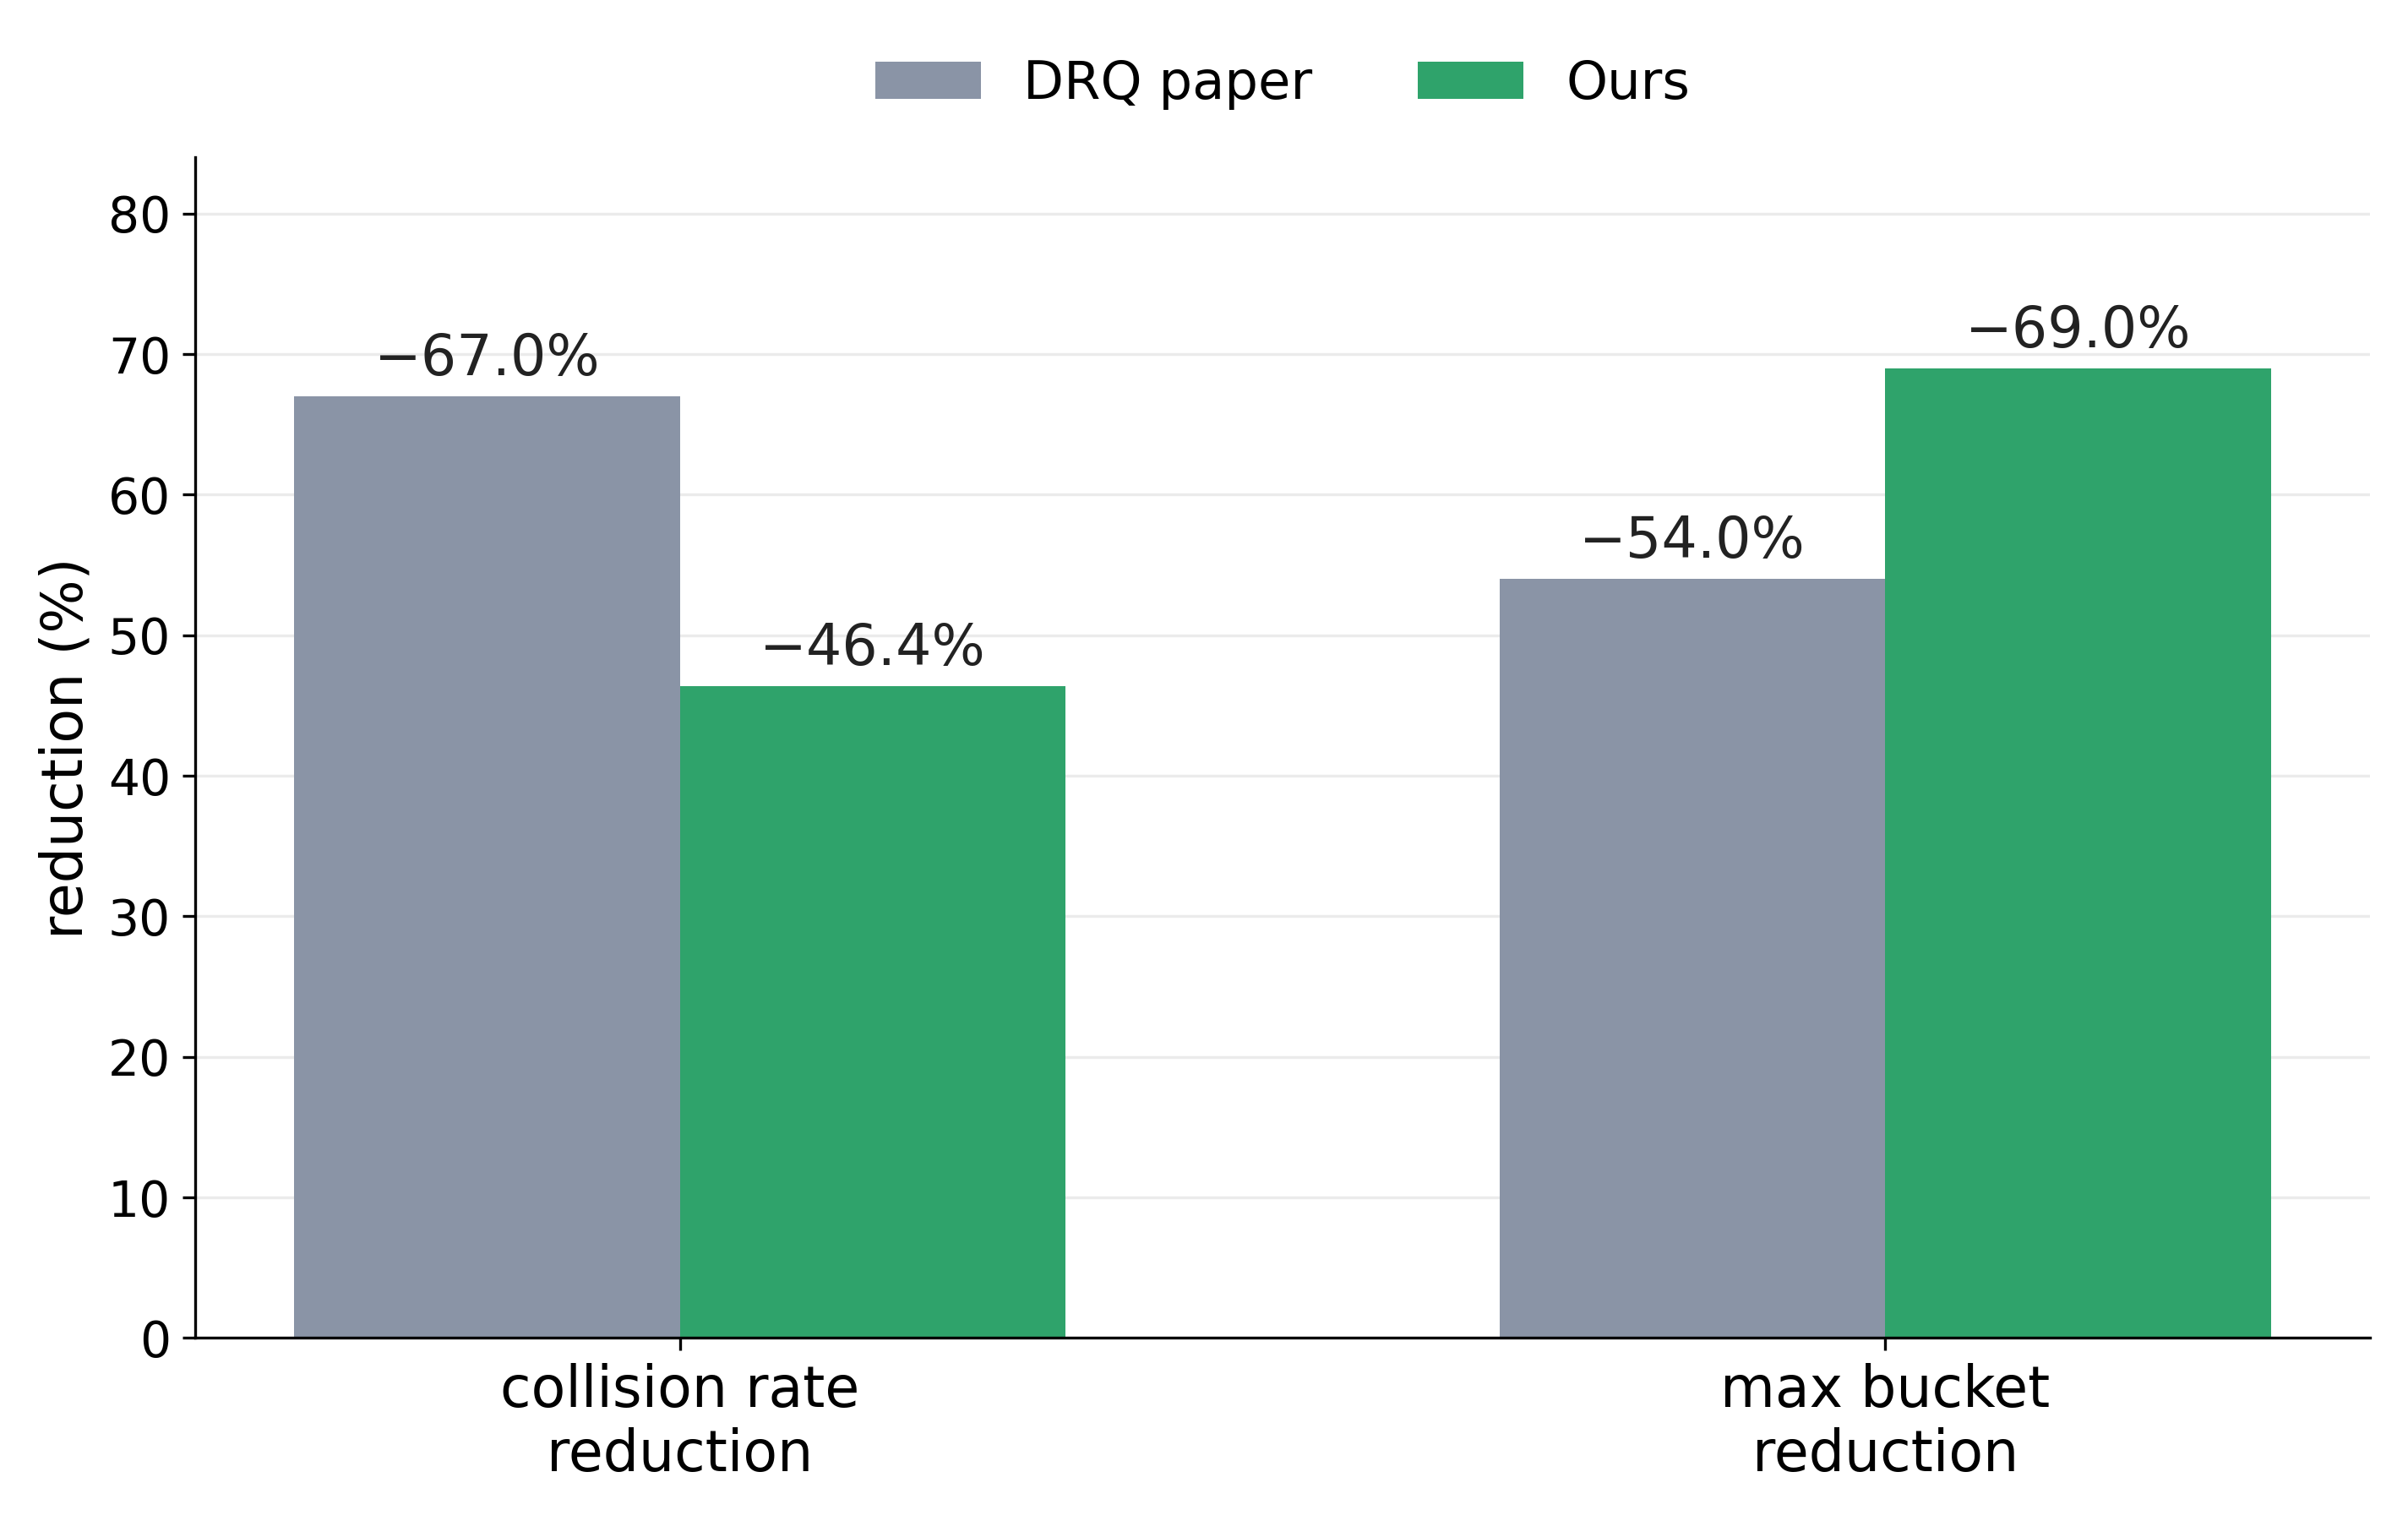 DRQ paper
Ours
reduction (%)
80
70
60
50
40
30
20
10
0
−67.0%
−46.4%
−54.0%
−69.0%
collision rate
reduction
max bucket
reduction